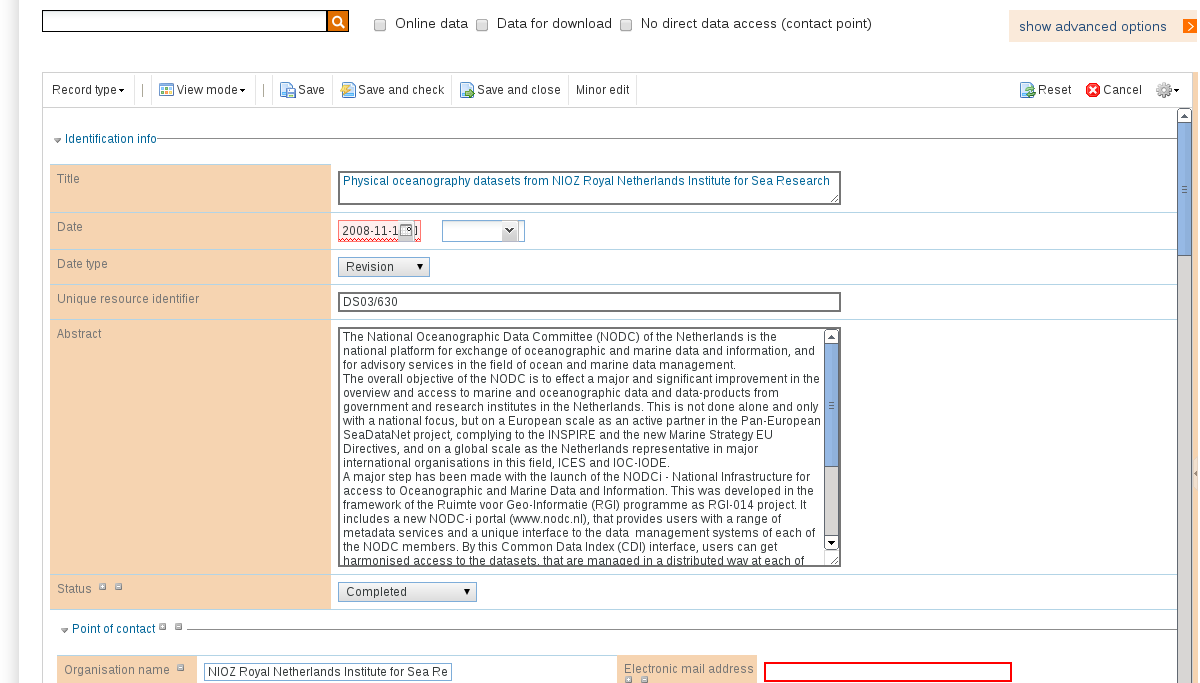 Online data Data for download No direct data access (contact point) show advanced options
Record type View mode Save Save and check Save and close Minor edit Reset Cancel
Identification info
Title Physical oceanography datasets from NIOZ Royal Netherlands Institute for Sea Research
Date 2008-11-1
Date type Revision
Unique resource identifier DS03/630
Abstract The National Oceanographic Data Committee (NODC) of the Netherlands is the
national platform for exchange of oceanographic and marine data and information, and
for advisory services in the field of ocean and marine data management.
The overall objective of the NODC is to effect a major and significant improvement in the
overview and access to marine and oceanographic data and data-products from
government and research institutes in the Netherlands. This is not done alone and only
with a national focus, but on a European scale as an active partner in the Pan-European
SeaDataNet project, complying to the INSPIRE and the new Marine Strategy EU
Directives, and on a global scale as the Netherlands representative in major
international organisations in this field, ICES and IOC-IODE.
A major step has been made with the launch of the NODCi - National Infrastructure for
access to Oceanographic and Marine Data and Information. This was developed in the
framework of the Ruimte voor Geo-Informatie (RGI) programme as RGI-014 project. It
includes a new NODC-i portal (www.nodc.nl), that provides users with a range of
metadata services and a unique interface to the data management systems of each of
the NODC members. By this Common Data Index (CDI) interface, users can get
harmonised access to the datasets, that are managed in a distributed way at each of
Status Completed
Point of contact
Organisation name NIOZ Royal Netherlands Institute for Sea Re Electronic mail address